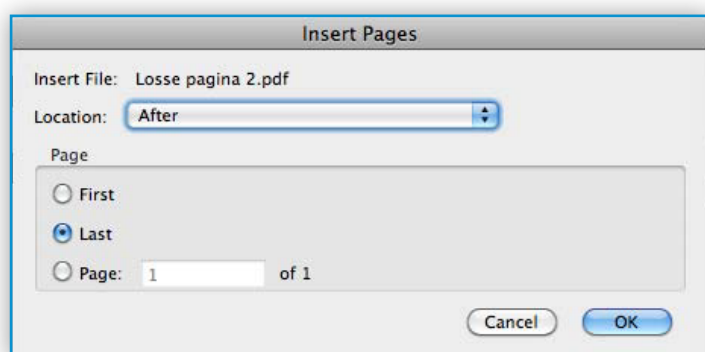 Insert Pages
Insert File: Losse pagina 2.pdf
Location: After
Page
First
Last
Page: 1 of 1
Cancel OK